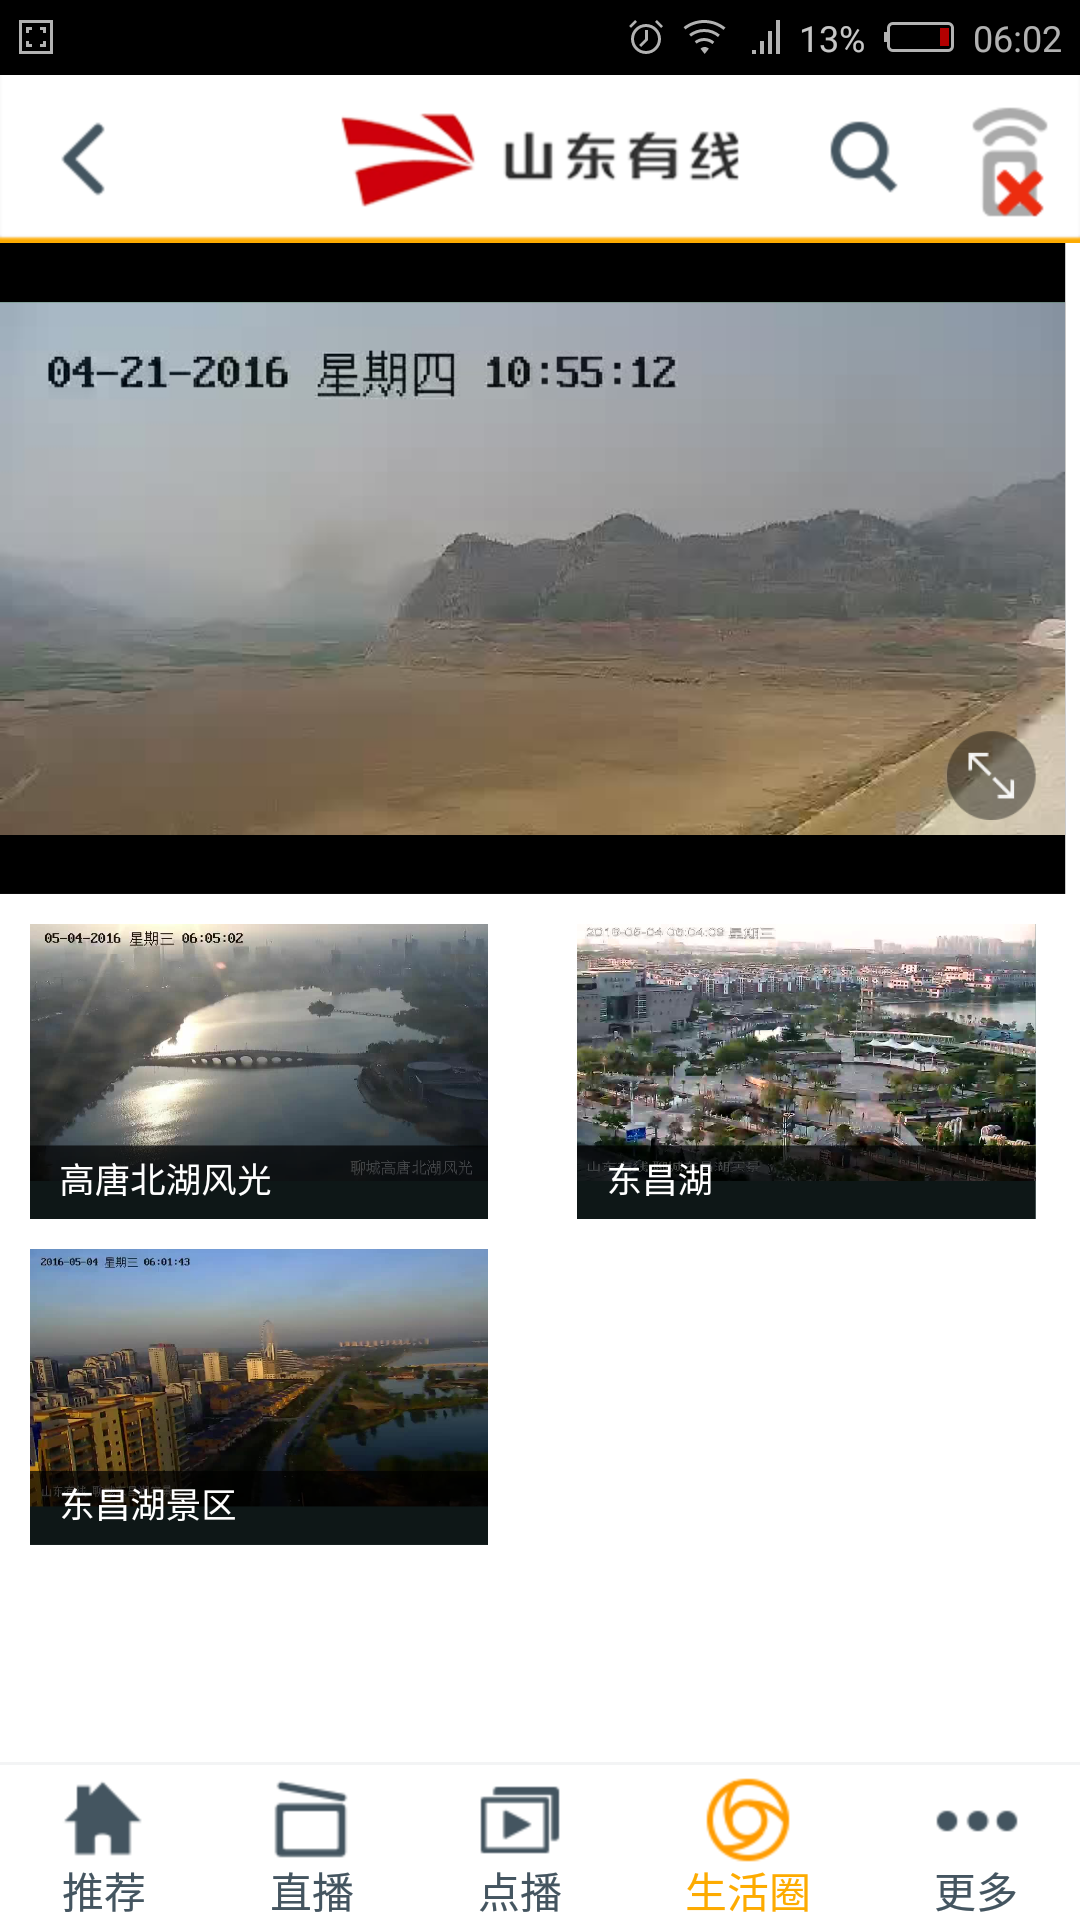 13% 06:02
山东有线
04-21-2016 星期四 10:55:12
05-04-2016 星期三 06:05:02
聊城高唐北湖风光
高唐北湖风光
2016-05-04 06:04:09 星期三
东昌湖
2016-05-04 星期三 06:01:43
东昌湖景区
推荐 直播 点播 生活圈 更多